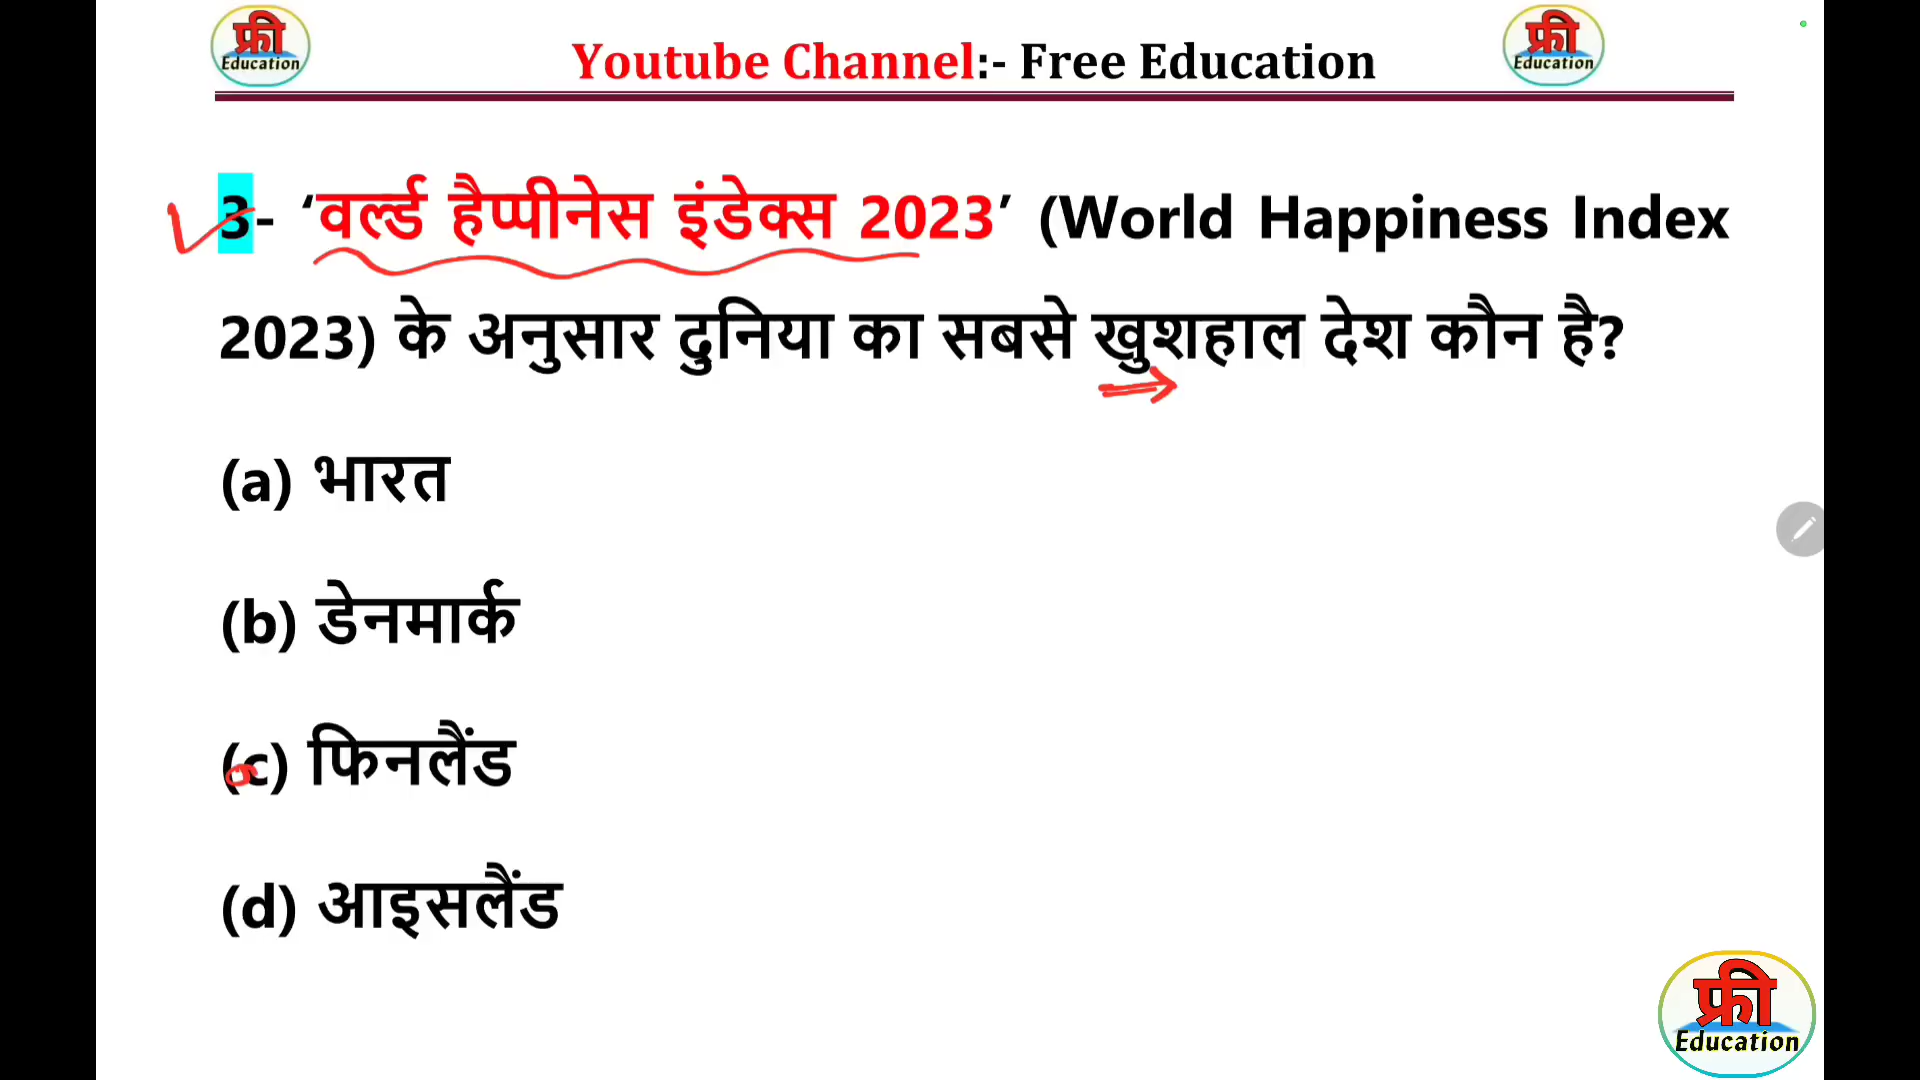 फ्री
Education
Youtube Channel:- Free Education
फ्री
Education
3- ‘वर्ल्ड हैप्पीनेस इंडेक्स 2023’ (World Happiness Index
2023) के अनुसार दुनिया का सबसे खुशहाल देश कौन है?
(a) भारत
(b) डेनमार्क
(c) फिनलैंड
(d) आइसलैंड
फ्री
Education